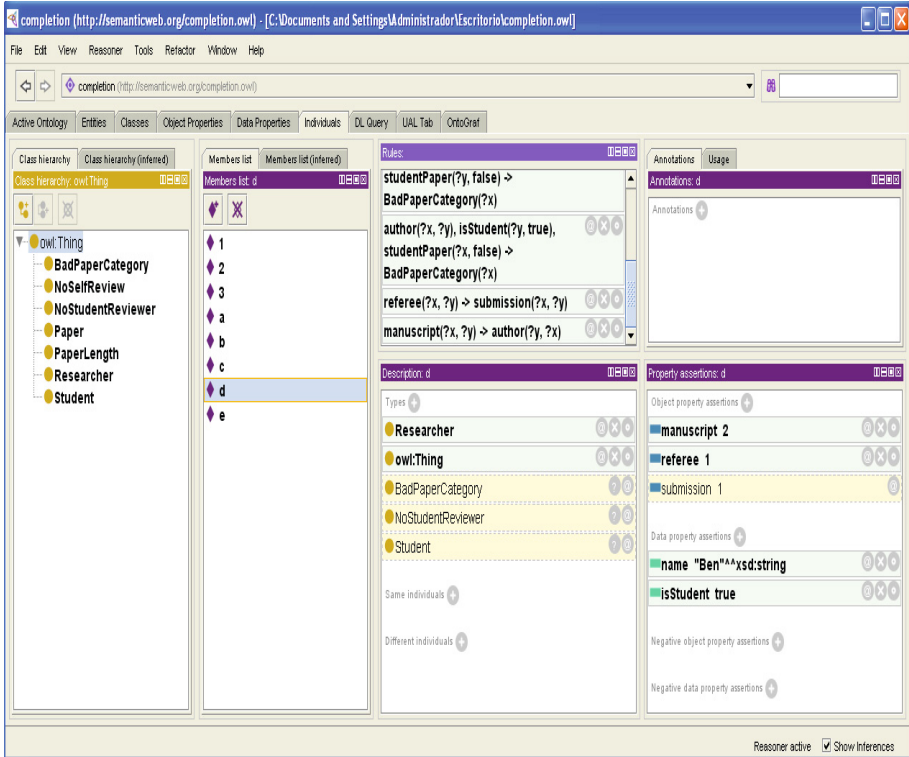 completion (http://semanticweb.org/completion.owl) - [C:\Documents and Settings\Administrador\Escritorio\completion.owl]
File Edit View Reasoner Tools Refactor Window Help
completion (http://semanticweb.org/completion.owl)
Active Ontology Entities Classes Object Properties Data Properties Individuals DL Query UAL Tab OntoGraf
Class hierarchy Class hierarchy (inferred)
Class hierarchy: owl:Thing
owl:Thing
BadPaperCategory
NoSelfReview
NoStudentReviewer
Paper
PaperLength
Researcher
Student
Members list Members list (inferred)
Members list: d
1
2
3
a
b
c
d
e
Rules:
studentPaper(?y, false) ->
BadPaperCategory(?x)
author(?x, ?y), isStudent(?y, true),
studentPaper(?x, false) ->
BadPaperCategory(?x)
referee(?x, ?y) -> submission(?x, ?y)
manuscript(?x, ?y) -> author(?y, ?x)
Description: d
Types
Researcher
owl:Thing
BadPaperCategory
NoStudentReviewer
Student
Same individuals
Different individuals
Annotations Usage
Annotations: d
Annotations
Property assertions: d
Object property assertions
manuscript 2
referee 1
submission 1
Data property assertions
name "Ben"^^xsd:string
isStudent true
Negative object property assertions
Negative data property assertions
Reasoner active Show Inferences